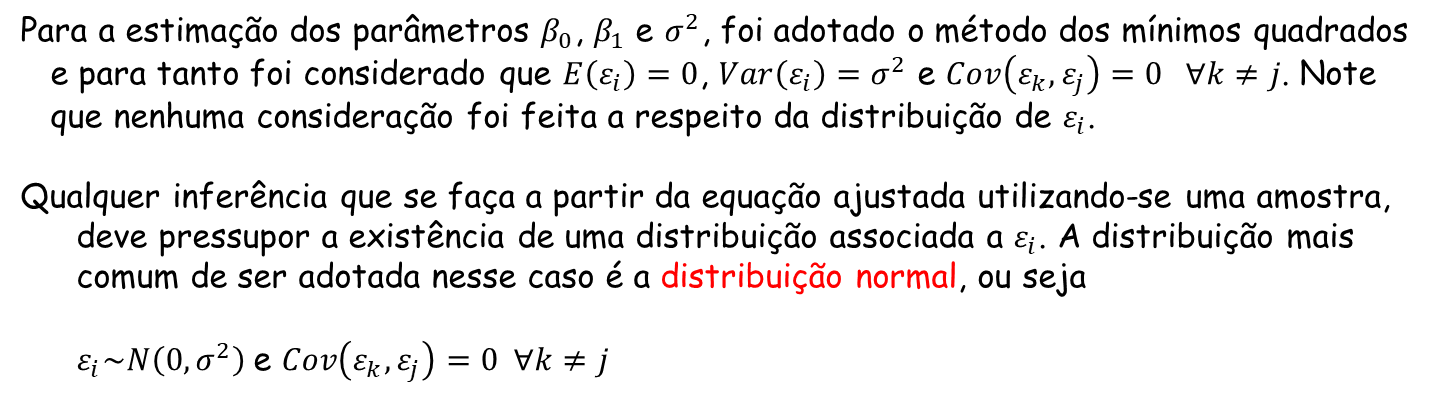 Para a estimação dos parâmetros β₀, β₁ e σ², foi adotado o método dos mínimos quadrados
e para tanto foi considerado que E(εᵢ) = 0, Var(εᵢ) = σ² e Cov(εₖ, εⱼ) = 0 ∀k ≠ j. Note
que nenhuma consideração foi feita a respeito da distribuição de εᵢ.
Qualquer inferência que se faça a partir da equação ajustada utilizando-se uma amostra,
deve pressupor a existência de uma distribuição associada a εᵢ. A distribuição mais
comum de ser adotada nesse caso é a distribuição normal, ou seja
εᵢ~N(0, σ²) e Cov(εₖ, εⱼ) = 0 ∀k ≠ j